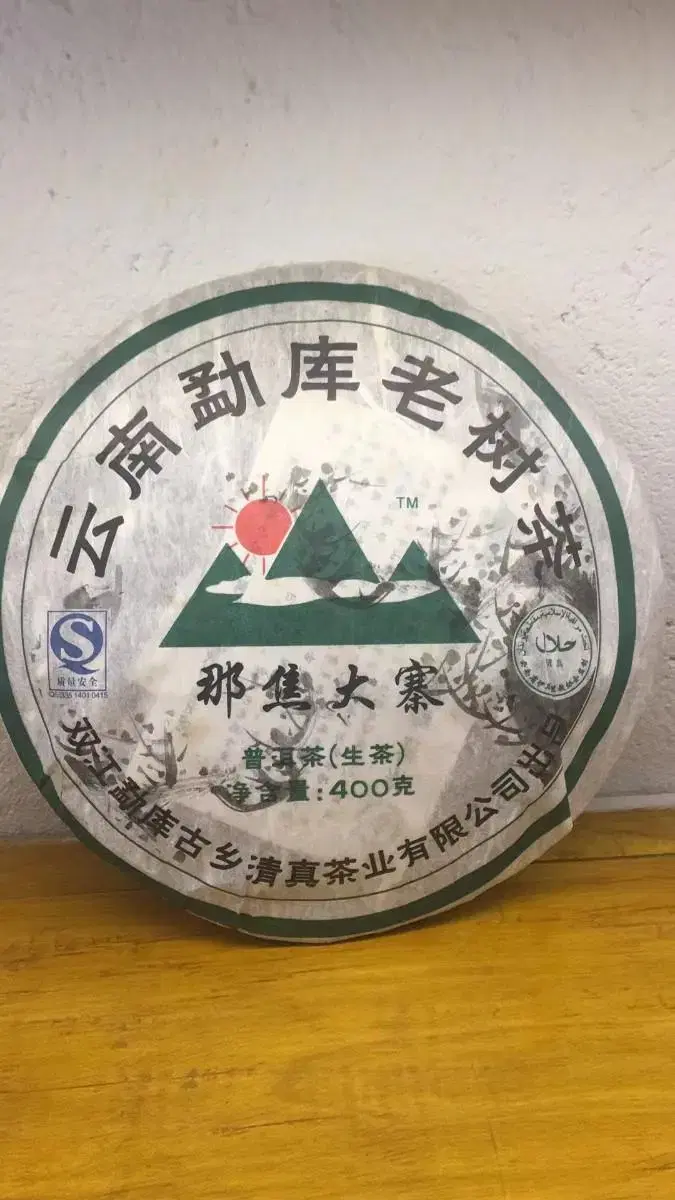 云南勐库老树茶
TM
质量安全
حلال
那焦大寨
普洱茶(生茶)
净含量:400克
双江勐库古乡清真茶业有限公司出品